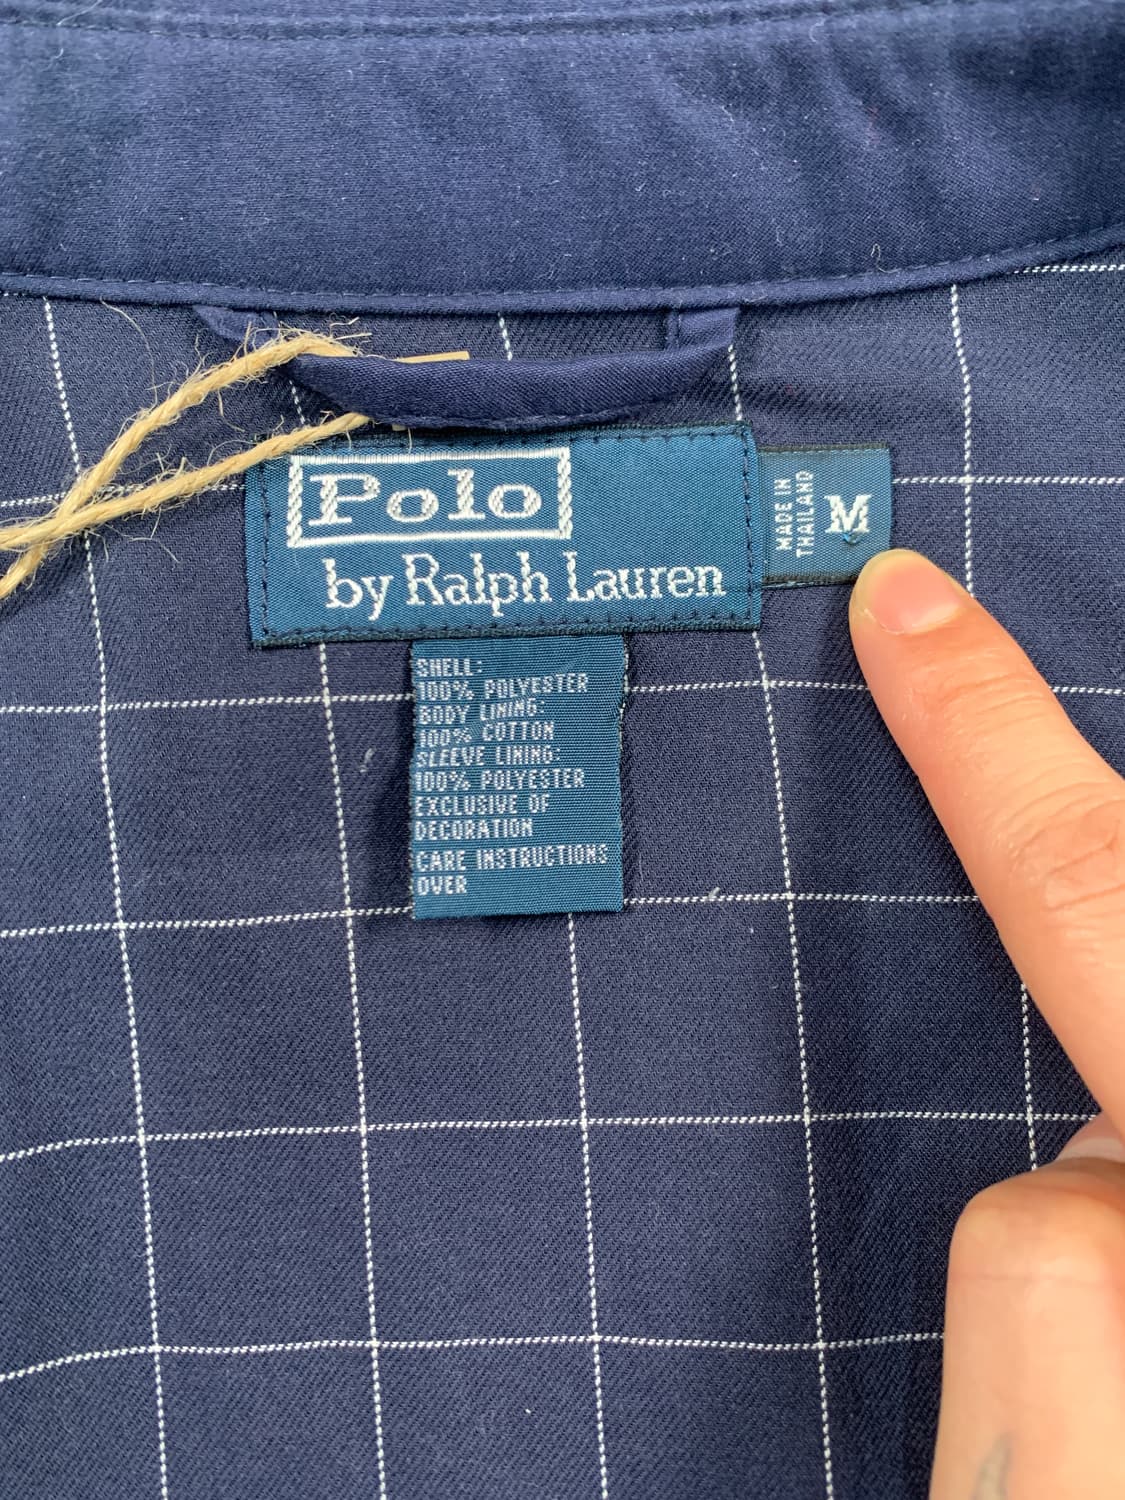 Polo
by Ralph Lauren
MADE IN
THAILAND
M
SHELL:
100% POLYESTER
BODY LINING:
100% COTTON
SLEEVE LINING:
100% POLYESTER
EXCLUSIVE OF
DECORATION
CARE INSTRUCTIONS
OVER